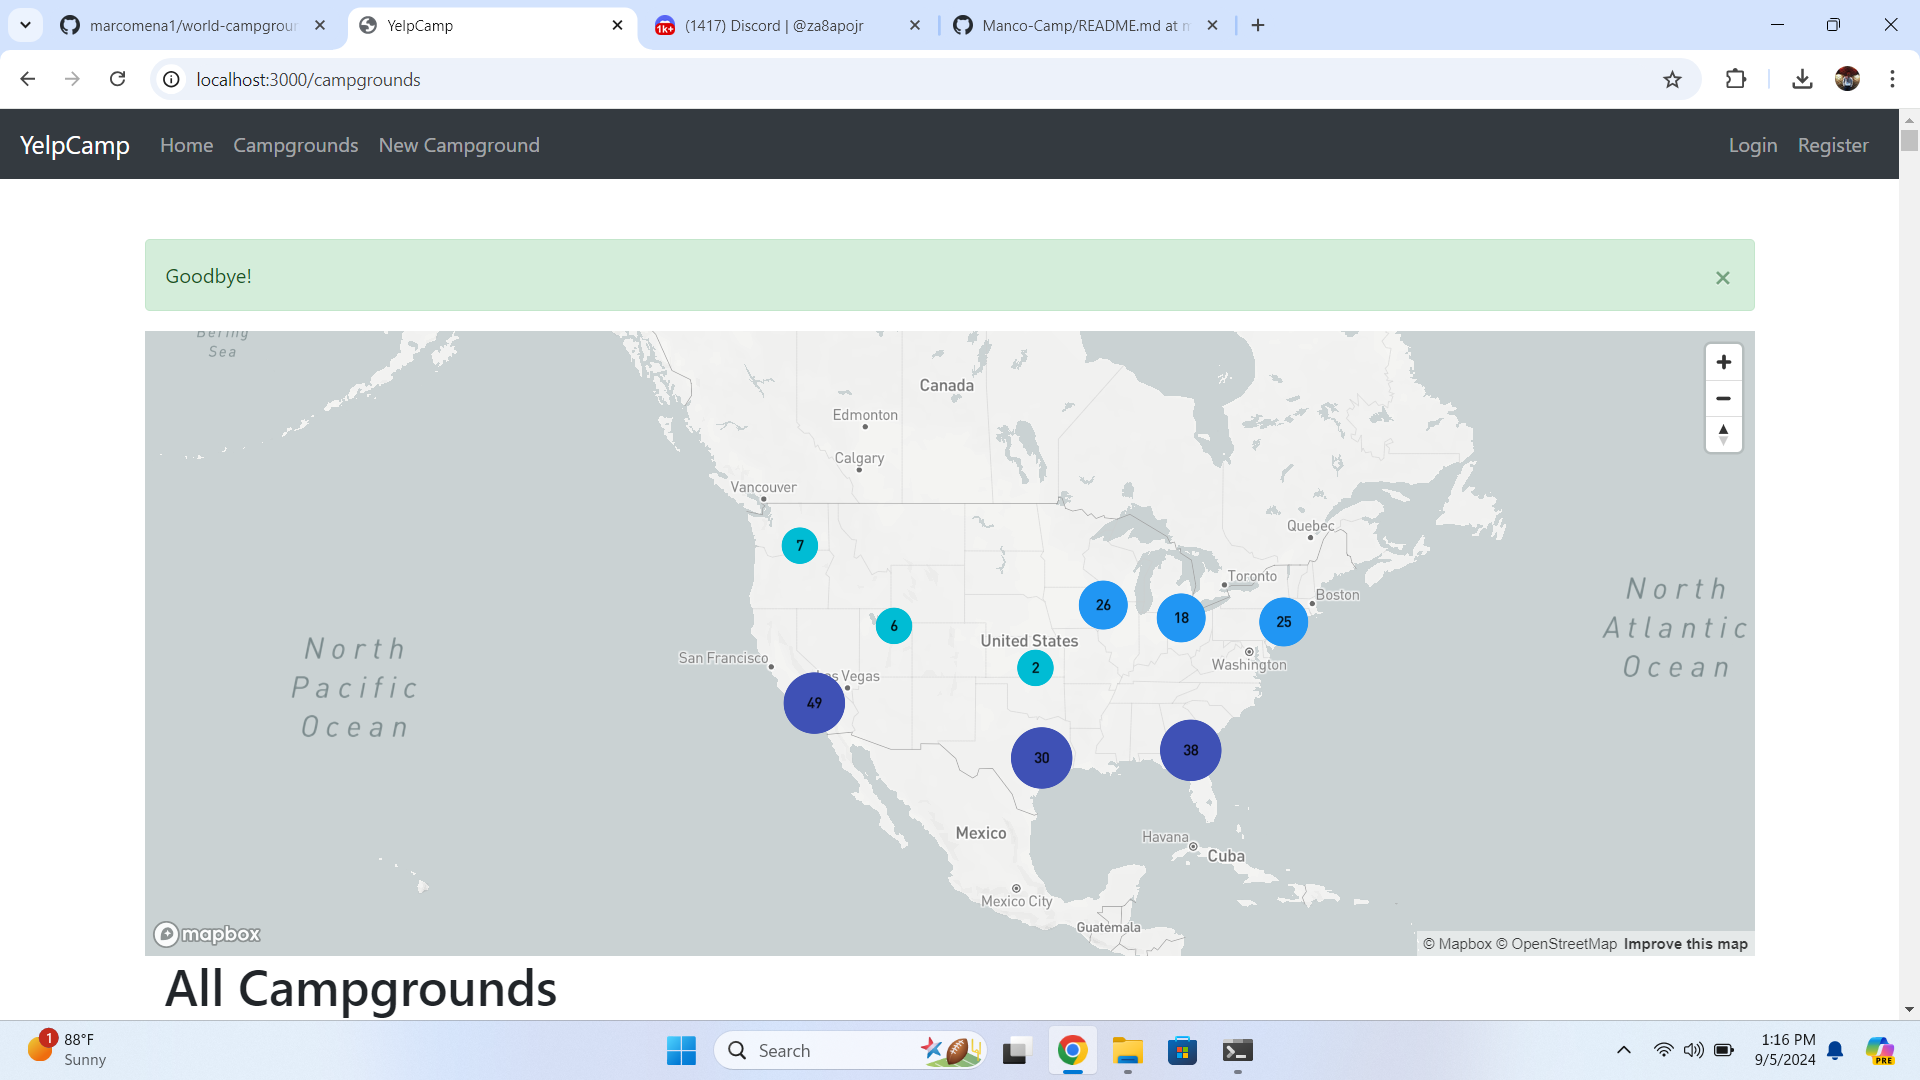 marcomena1/world-campgroun
YelpCamp
(1417) Discord | @za8apojr
Manco-Camp/README.md at m
localhost:3000/campgrounds
YelpCamp
Home
Campgrounds
New Campground
Login
Register
Goodbye!
Bering
Sea
Canada
Edmonton
Calgary
Vancouver
Quebec
7
Toronto
Boston
26
18
25
6
United States
San Francisco
Washington
2
Las Vegas
49
30
38
North
Pacific
Ocean
North
Atlantic
Ocean
Mexico
Havana
Cuba
Mexico City
Guatemala
mapbox
© Mapbox © OpenStreetMap Improve this map
All Campgrounds
1
88°F
Sunny
Search
1:16 PM
9/5/2024
PRE